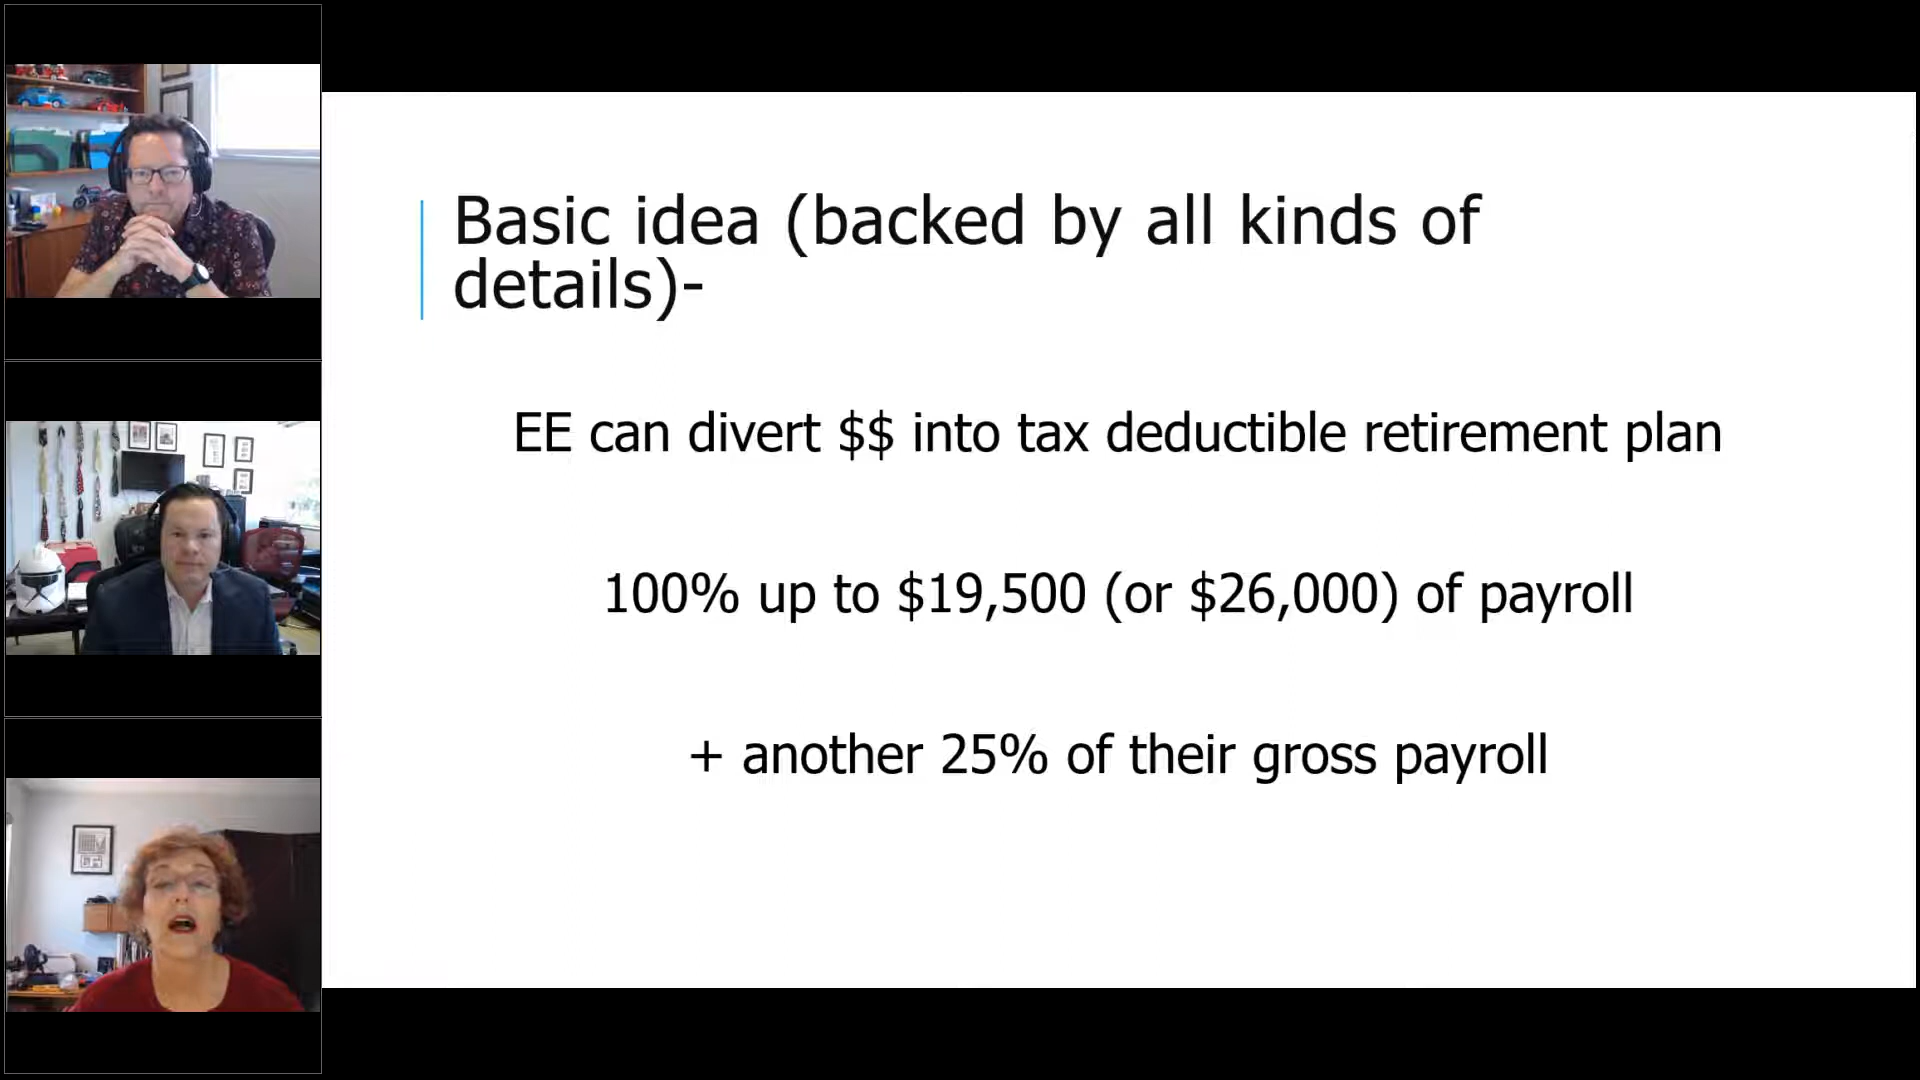 Basic idea (backed by all kinds of
details)-
EE can divert $$ into tax deductible retirement plan
100% up to $19,500 (or $26,000) of payroll
+ another 25% of their gross payroll